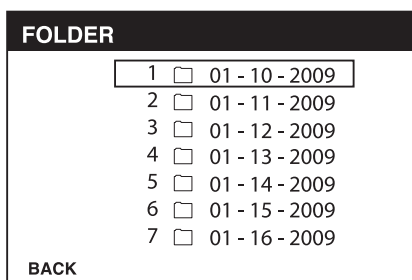 FOLDER
1 01 - 10 - 2009
2 01 - 11 - 2009
3 01 - 12 - 2009
4 01 - 13 - 2009
5 01 - 14 - 2009
6 01 - 15 - 2009
7 01 - 16 - 2009
BACK